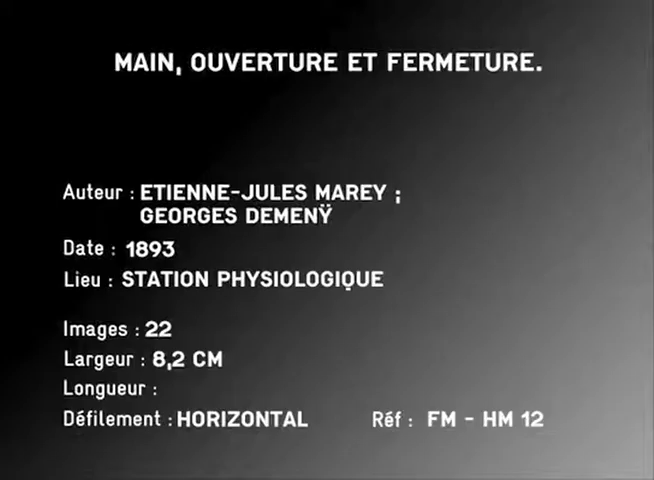 MAIN, OUVERTURE ET FERMETURE.
Auteur : ETIENNE-JULES MAREY ;
GEORGES DEMENŸ
Date : 1893
Lieu : STATION PHYSIOLOGIQUE
Images : 22
Largeur : 8,2 CM
Longueur :
Défilement : HORIZONTAL Réf : FM - HM 12